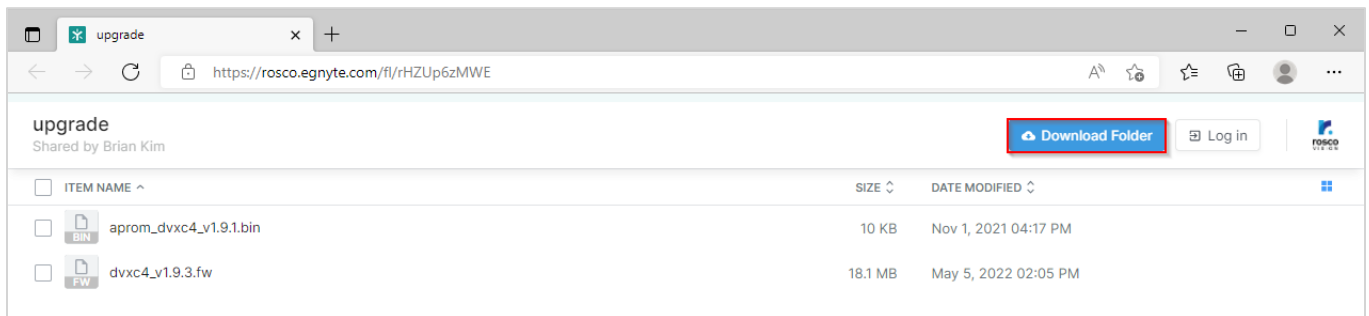 upgrade
https://rosco.egnyte.com/fl/rHZUp6zMWE
upgrade
Shared by Brian Kim
Download Folder
Log in
rosco
VISION
ITEM NAME
SIZE
DATE MODIFIED
BIN
aprom_dvxc4_v1.9.1.bin
10 KB
Nov 1, 2021 04:17 PM
FW
dvxc4_v1.9.3.fw
18.1 MB
May 5, 2022 02:05 PM